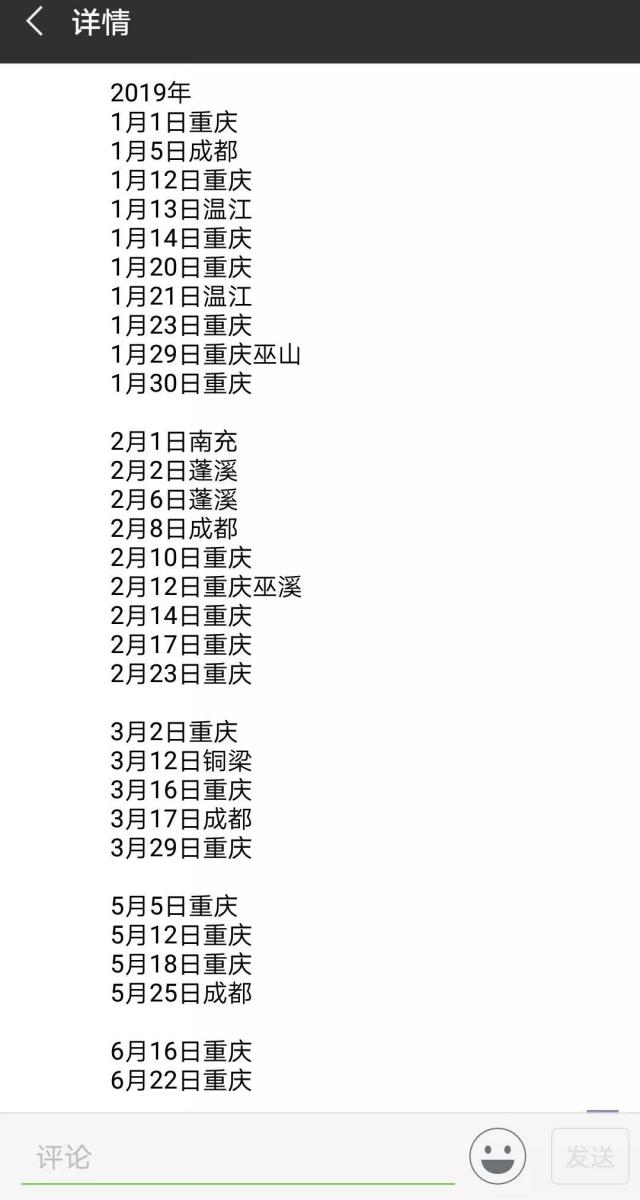 详情
2019年
1月1日重庆
1月5日成都
1月12日重庆
1月13日温江
1月14日重庆
1月20日重庆
1月21日温江
1月23日重庆
1月29日重庆巫山
1月30日重庆
2月1日南充
2月2日蓬溪
2月6日蓬溪
2月8日成都
2月10日重庆
2月12日重庆巫溪
2月14日重庆
2月17日重庆
2月23日重庆
3月2日重庆
3月12日铜梁
3月16日重庆
3月17日成都
3月29日重庆
5月5日重庆
5月12日重庆
5月18日重庆
5月25日成都
6月16日重庆
6月22日重庆
评论
发送